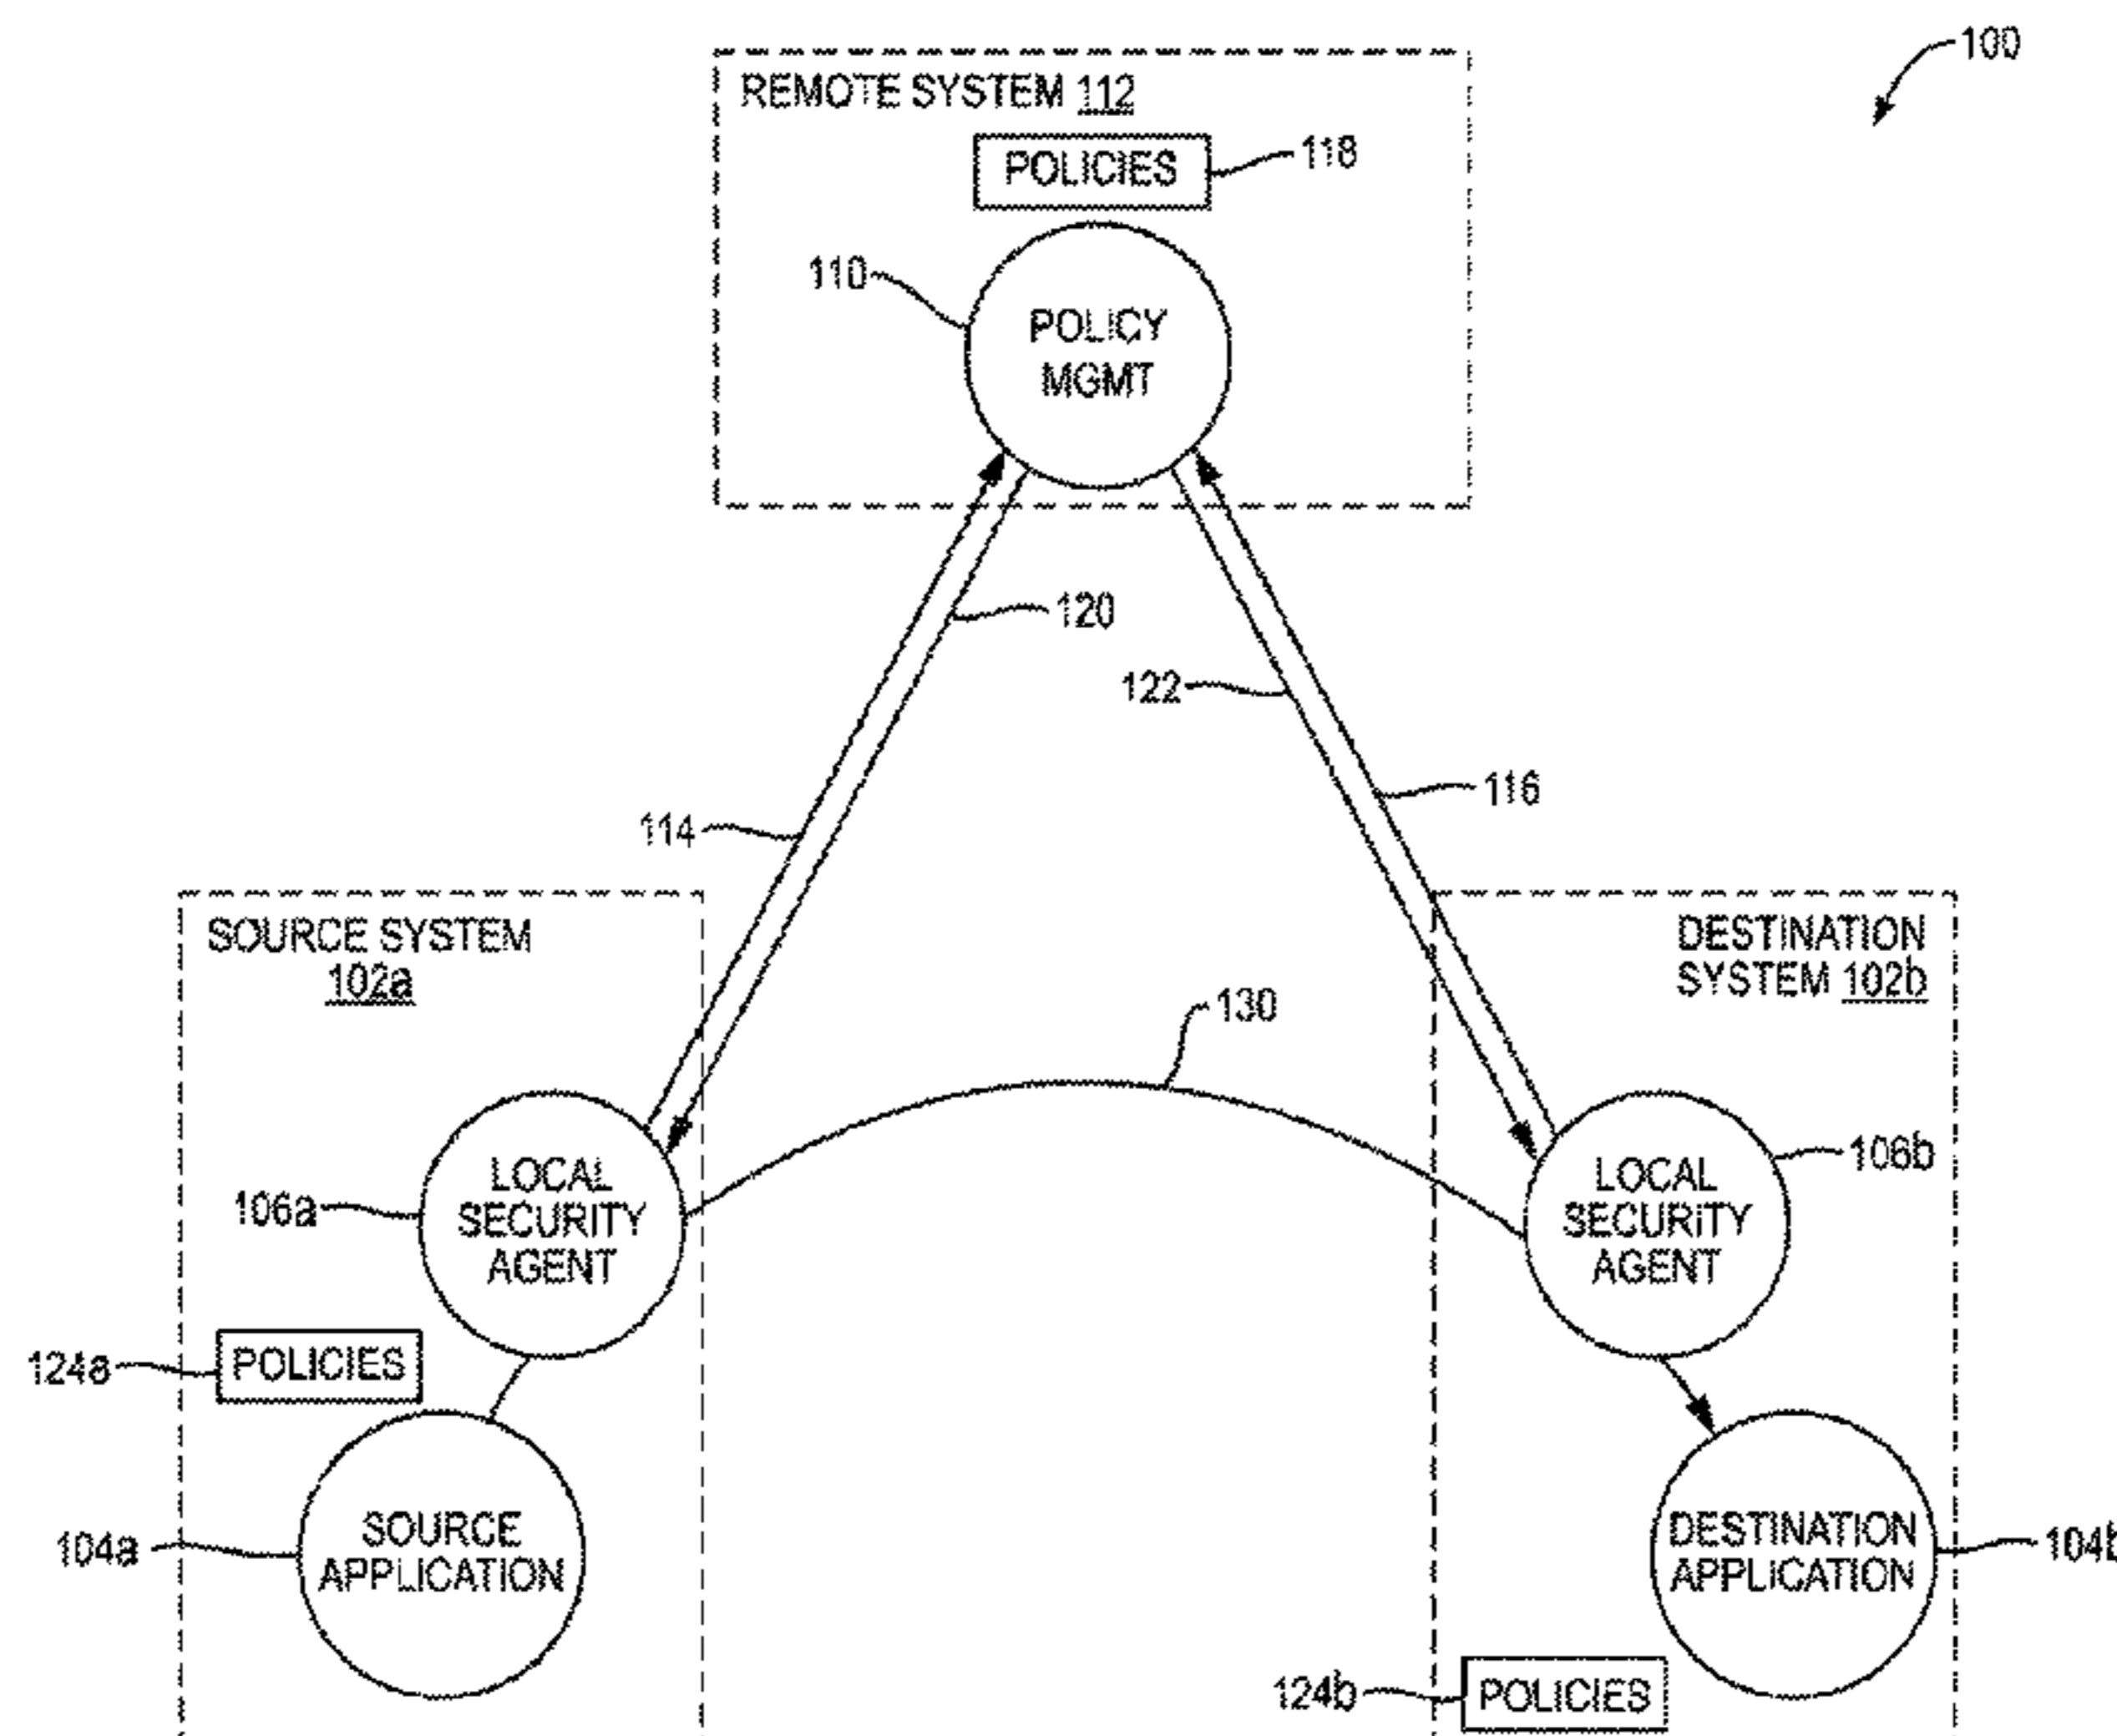 100
REMOTE SYSTEM 112
POLICIES
118
110
POLICY
MGMT
120
122
116
114
SOURCE SYSTEM
102a
DESTINATION
SYSTEM 102b
130
106a
LOCAL
SECURITY
AGENT
LOCAL
SECURITY
AGENT
106b
124a
POLICIES
104a
SOURCE
APPLICATION
DESTINATION
APPLICATION
104b
124b
POLICIES